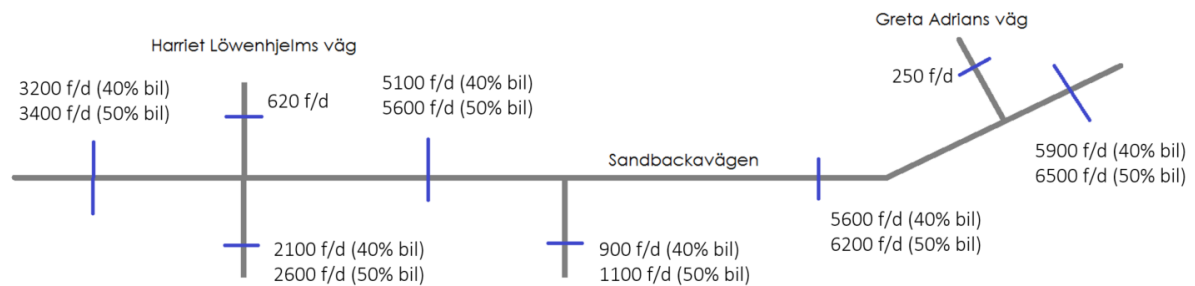 Greta Adrians väg
Harriet Löwenhjelms väg
250 f/d
3200 f/d (40% bil)
3400 f/d (50% bil)
620 f/d
5100 f/d (40% bil)
5600 f/d (50% bil)
Sandbackavägen
5900 f/d (40% bil)
6500 f/d (50% bil)
5600 f/d (40% bil)
6200 f/d (50% bil)
2100 f/d (40% bil)
2600 f/d (50% bil)
900 f/d (40% bil)
1100 f/d (50% bil)